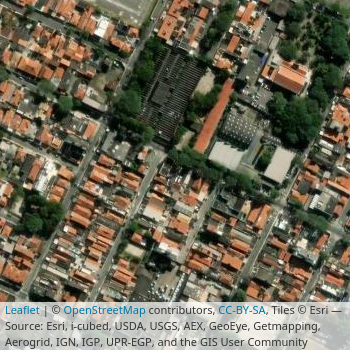 Leaflet | © OpenStreetMap contributors, CC-BY-SA, Tiles © Esri —
Source: Esri, i-cubed, USDA, USGS, AEX, GeoEye, Getmapping,
Aerogrid, IGN, IGP, UPR-EGP, and the GIS User Community